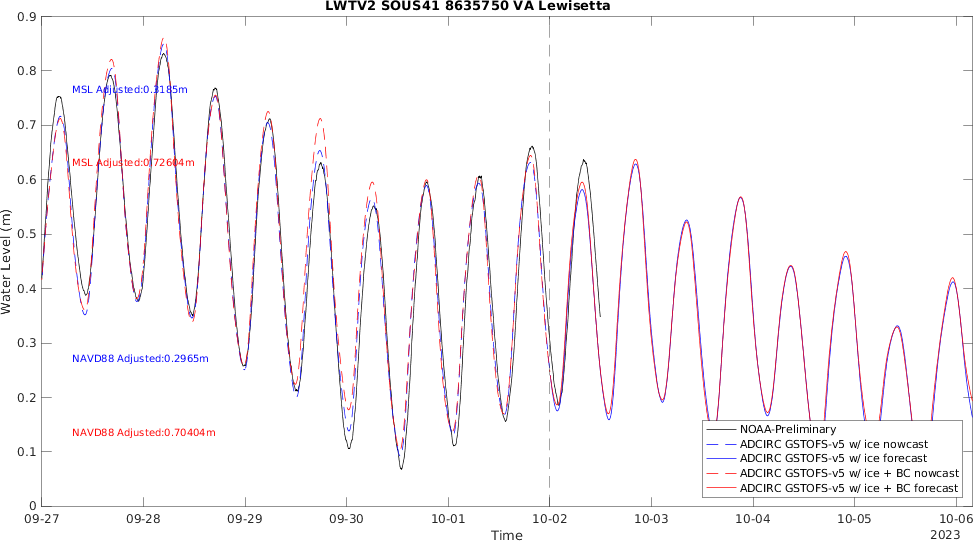 LWTV2 SOUS41 8635750 VA Lewisetta
0.9
0.8
0.7
0.6
0.5
0.4
0.3
0.2
0.1
0
Water Level (m)
MSL Adjusted:0.3185m
MSL Adjusted:0.72604m
NAVD88 Adjusted:0.2965m
NAVD88 Adjusted:0.70404m
NOAA-Preliminary
ADCIRC GSTOFS-v5 w/ ice nowcast
ADCIRC GSTOFS-v5 w/ ice forecast
ADCIRC GSTOFS-v5 w/ ice + BC nowcast
ADCIRC GSTOFS-v5 w/ ice + BC forecast
09-27 09-28 09-29 09-30 10-01 10-02 10-03 10-04 10-05 10-06
2023
Time